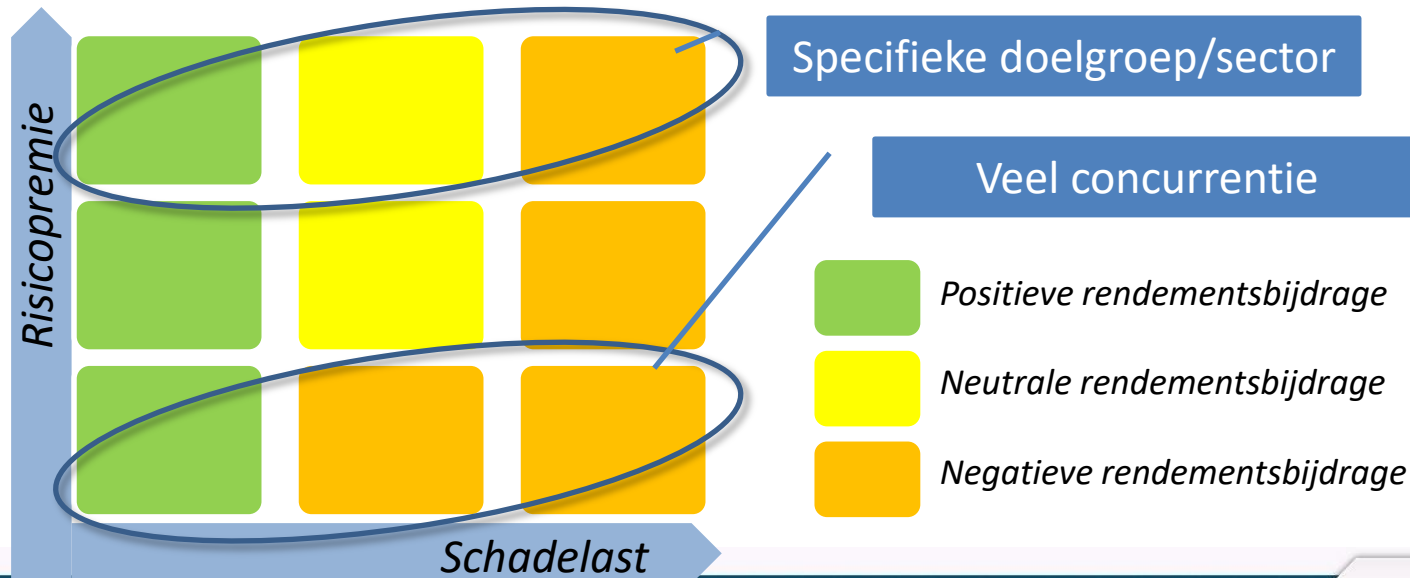 Risicopremie
Schadelast
Specifieke doelgroep/sector
Veel concurrentie
Positieve rendementsbijdrage
Neutrale rendementsbijdrage
Negatieve rendementsbijdrage